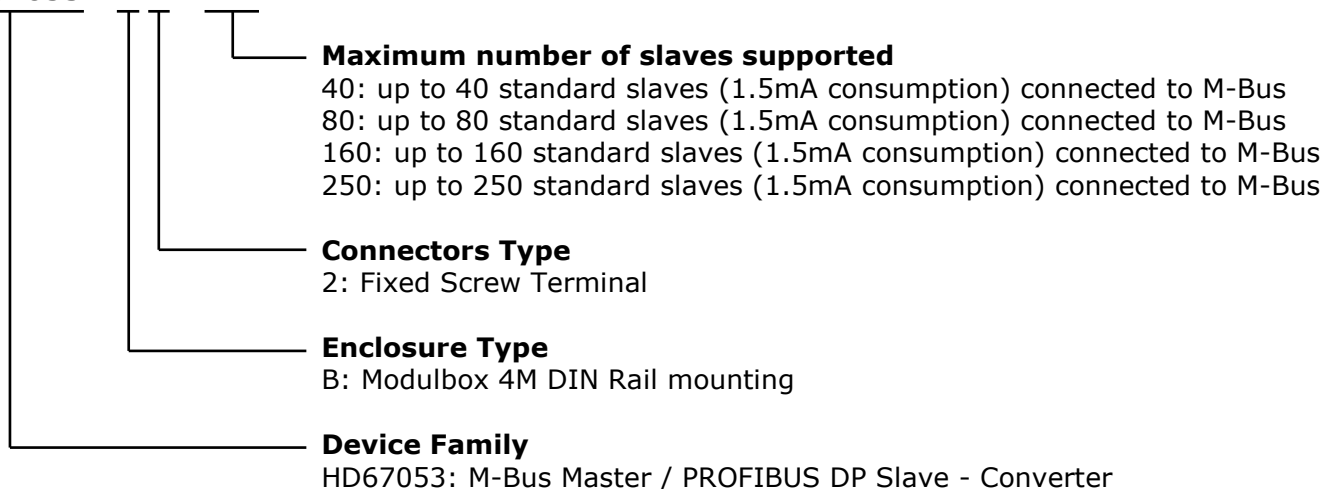 Maximum number of slaves supported
40: up to 40 standard slaves (1.5mA consumption) connected to M-Bus
80: up to 80 standard slaves (1.5mA consumption) connected to M-Bus
160: up to 160 standard slaves (1.5mA consumption) connected to M-Bus
250: up to 250 standard slaves (1.5mA consumption) connected to M-Bus
Connectors Type
2: Fixed Screw Terminal
Enclosure Type
B: Modulbox 4M DIN Rail mounting
Device Family
HD67053: M-Bus Master / PROFIBUS DP Slave - Converter